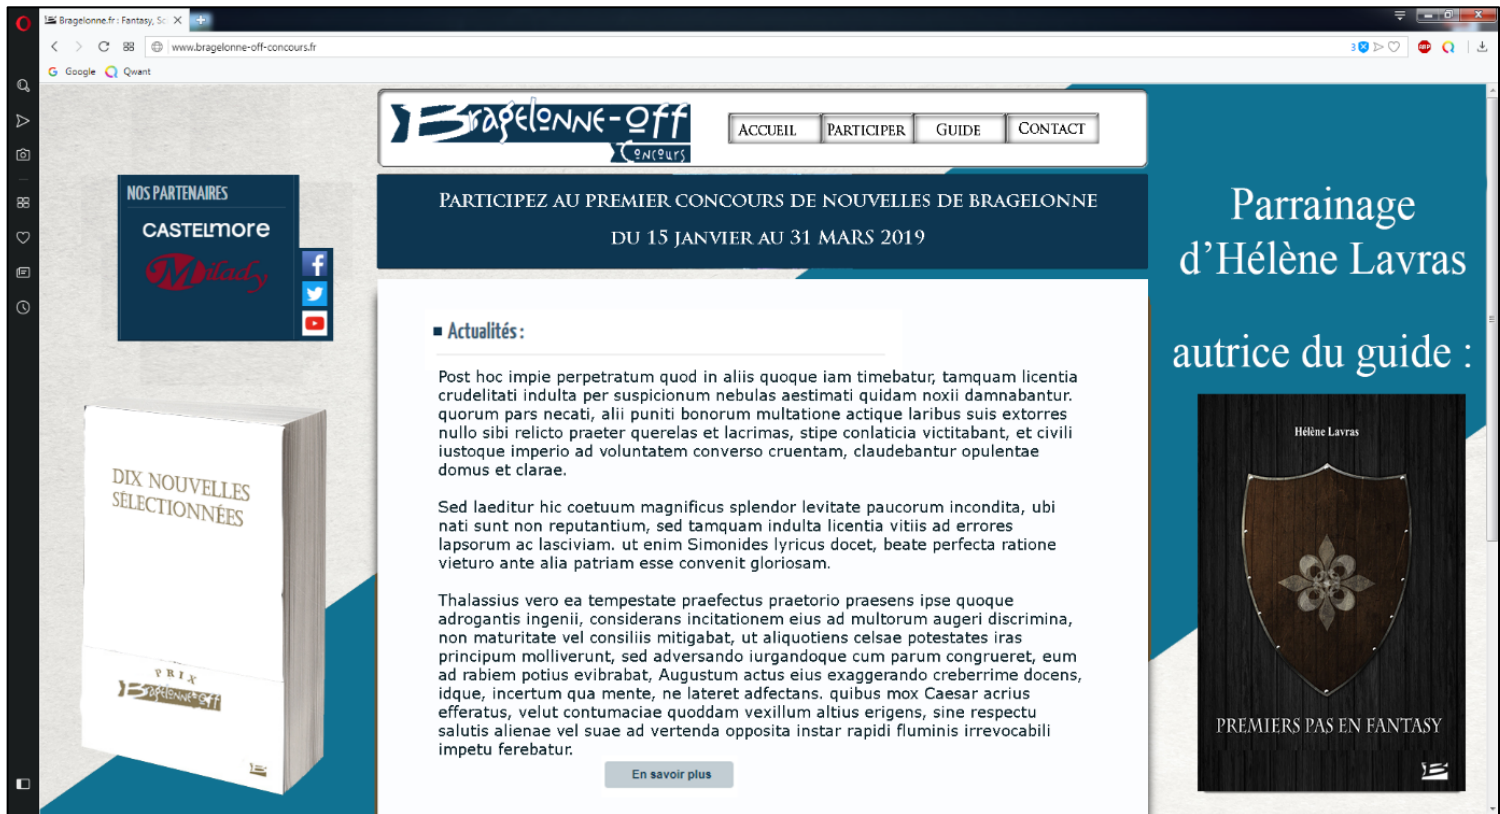 Bragelonne.fr : Fantasy, Sc
www.bragelonne-off-concours.fr
3
ABP
Google
Qwant
Bragelonne-Off
Concours
Accueil
Participer
Guide
Contact
Participez au premier concours de nouvelles de bragelonne
du 15 janvier au 31 mars 2019
NOS PARTENAIRES
CASTELMORE
Milady
DIX NOUVELLES
SÉLECTIONNÉES
PRIX
Bragelonne-Off
Actualités :
Post hoc impie perpetratum quod in aliis quoque iam timebatur, tamquam licentia
crudelitati indulta per suspicionum nebulas aestimati quidam noxii damnabantur.
quorum pars necati, alii puniti bonorum multatione actique laribus suis extorres
nullo sibi relicto praeter querelas et lacrimas, stipe conlaticia victitabant, et civili
iustoque imperio ad voluntatem converso cruentam, claudebantur opulentae
domus et clarae.
Sed laeditur hic coetuum magnificus splendor levitate paucorum incondita, ubi
nati sunt non reputantium, sed tamquam indulta licentia vitiis ad errores
lapsorum ac lasciviam. ut enim Simonides lyricus docet, beate perfecta ratione
vieturo ante alia patriam esse convenit gloriosam.
Thalassius vero ea tempestate praefectus praetorio praesens ipse quoque
adrogantis ingenii, considerans incitationem eius ad multorum augeri discrimina,
non maturitate vel consiliis mitigabat, ut aliquotiens celsae potestates iras
principum molliverunt, sed adversando iurgandoque cum parum congrueret, eum
ad rabiem potius evibrabat, Augustum actus eius exaggerando creberrime docens,
idque, incertum qua mente, ne lateret adfectans. quibus mox Caesar acrius
efferatus, velut contumaciae quoddam vexillum altius erigens, sine respectu
salutis alienae vel suae ad vertenda opposita instar rapidi fluminis irrevocabili
impetu ferebatur.
En savoir plus
Parrainage
d’Hélène Lavras
autrice du guide :
Hélène Lavras
PREMIERS PAS EN FANTASY